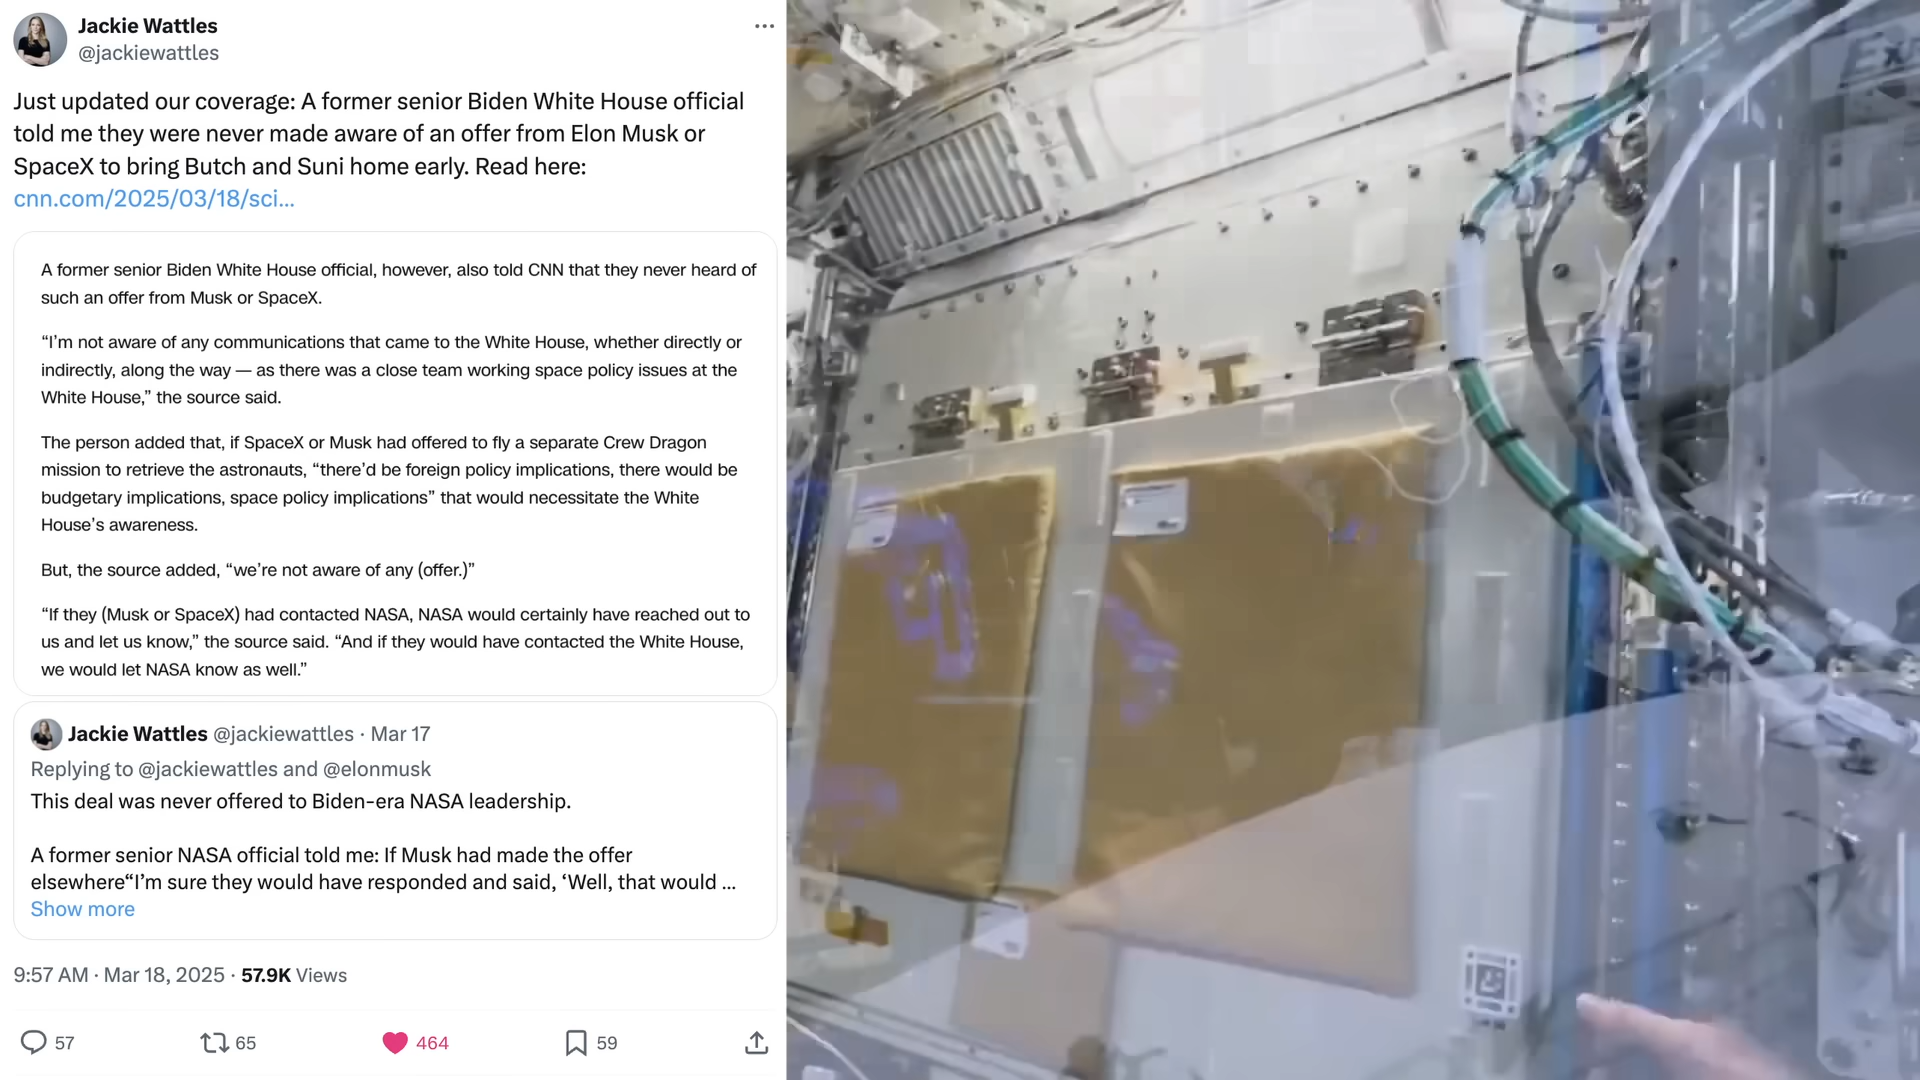 Jackie Wattles
@jackiewattles
Just updated our coverage: A former senior Biden White House official
told me they were never made aware of an offer from Elon Musk or
SpaceX to bring Butch and Suni home early. Read here:
cnn.com/2025/03/18/sci...
A former senior Biden White House official, however, also told CNN that they never heard of
such an offer from Musk or SpaceX.
“I’m not aware of any communications that came to the White House, whether directly or
indirectly, along the way — as there was a close team working space policy issues at the
White House,” the source said.
The person added that, if SpaceX or Musk had offered to fly a separate Crew Dragon
mission to retrieve the astronauts, “there’d be foreign policy implications, there would be
budgetary implications, space policy implications” that would necessitate the White
House’s awareness.
But, the source added, “we’re not aware of any (offer.)”
“If they (Musk or SpaceX) had contacted NASA, NASA would certainly have reached out to
us and let us know,” the source said. “And if they would have contacted the White House,
we would let NASA know as well.”
Jackie Wattles @jackiewattles · Mar 17
Replying to @jackiewattles and @elonmusk
This deal was never offered to Biden-era NASA leadership.
A former senior NASA official told me: If Musk had made the offer
elsewhere“I’m sure they would have responded and said, ‘Well, that would ...
Show more
9:57 AM · Mar 18, 2025 · 57.9K Views
57 65 464 59